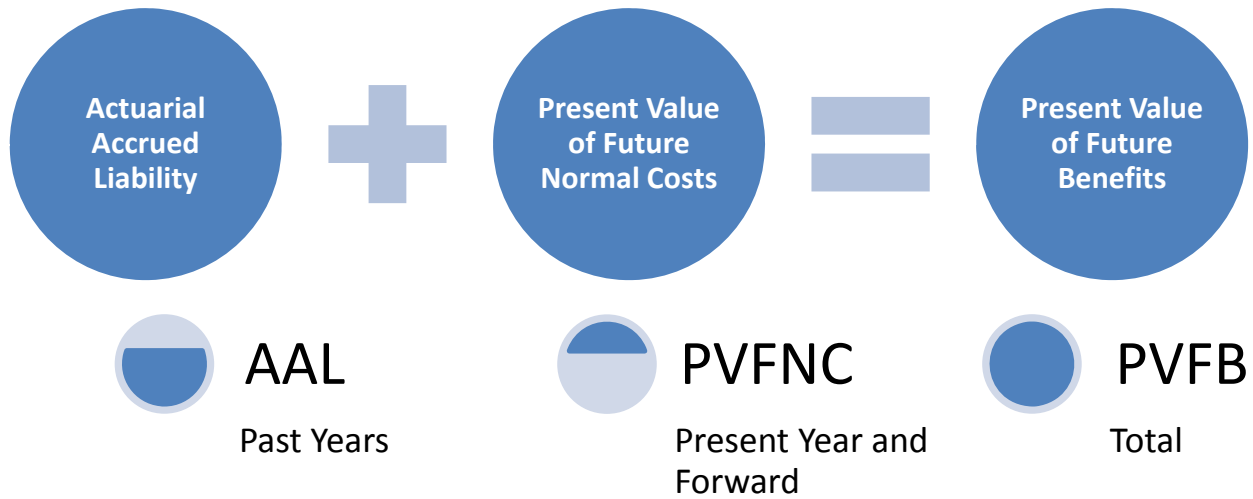 Actuarial
Accrued
Liability
Present Value
of Future
Normal Costs
Present Value
of Future
Benefits
AAL
Past Years
PVFNC
Present Year and
Forward
PVFB
Total